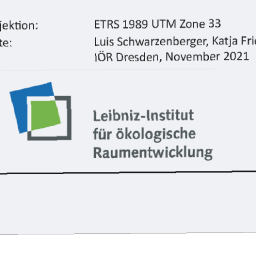 jektion: ETRS 1989 UTM Zone 33
te: Luis Schwarzenberger, Katja Frie
IÖR Dresden, November 2021
Leibniz-Institut
für ökologische
Raumentwicklung